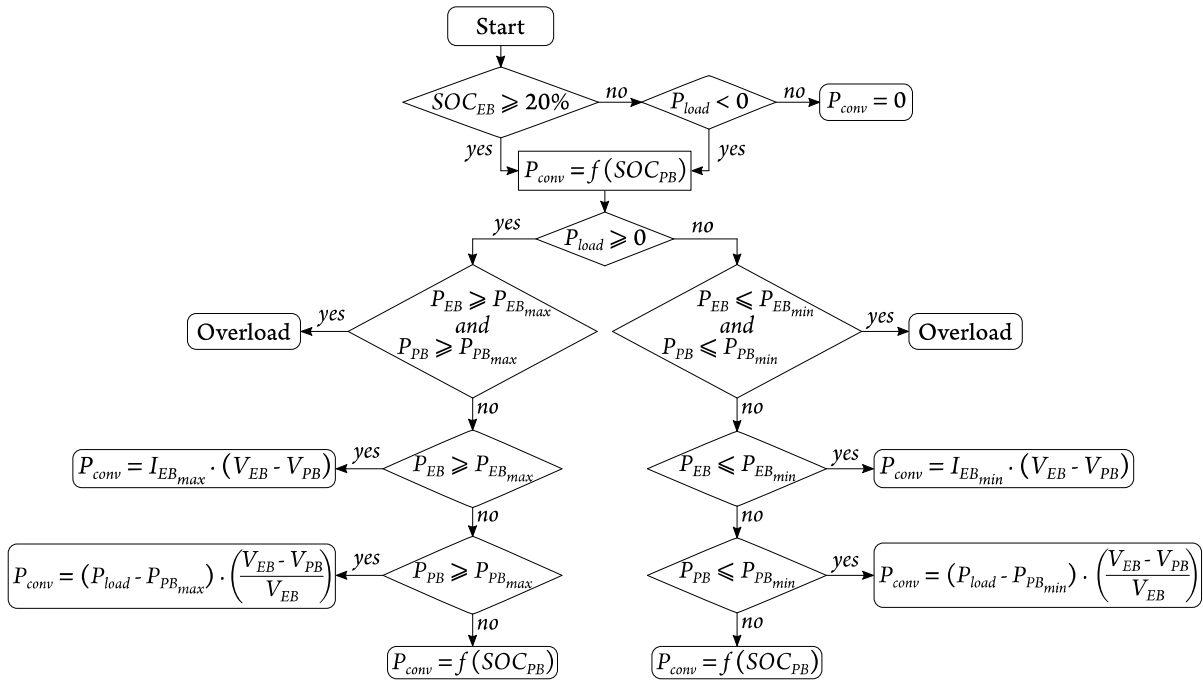 Start
SOC_EB ⩾ 20%
no
P_load < 0
no
P_conv = 0
yes
yes
P_conv = f (SOC_PB)
yes
P_load ⩾ 0
no
P_EB ⩾ P_EB_max
and
P_PB ⩾ P_PB_max
yes
Overload
P_EB ⩽ P_EB_min
and
P_PB ⩽ P_PB_min
yes
Overload
no
no
P_conv = I_EB_max · (V_EB - V_PB)
yes
P_EB ⩾ P_EB_max
P_EB ⩽ P_EB_min
yes
P_conv = I_EB_min · (V_EB - V_PB)
no
no
P_conv = (P_load - P_PB_max) · ((V_EB - V_PB)/V_EB)
yes
P_PB ⩾ P_PB_max
P_PB ⩽ P_PB_min
yes
P_conv = (P_load - P_PB_min) · ((V_EB - V_PB)/V_EB)
no
no
P_conv = f (SOC_PB)
P_conv = f (SOC_PB)